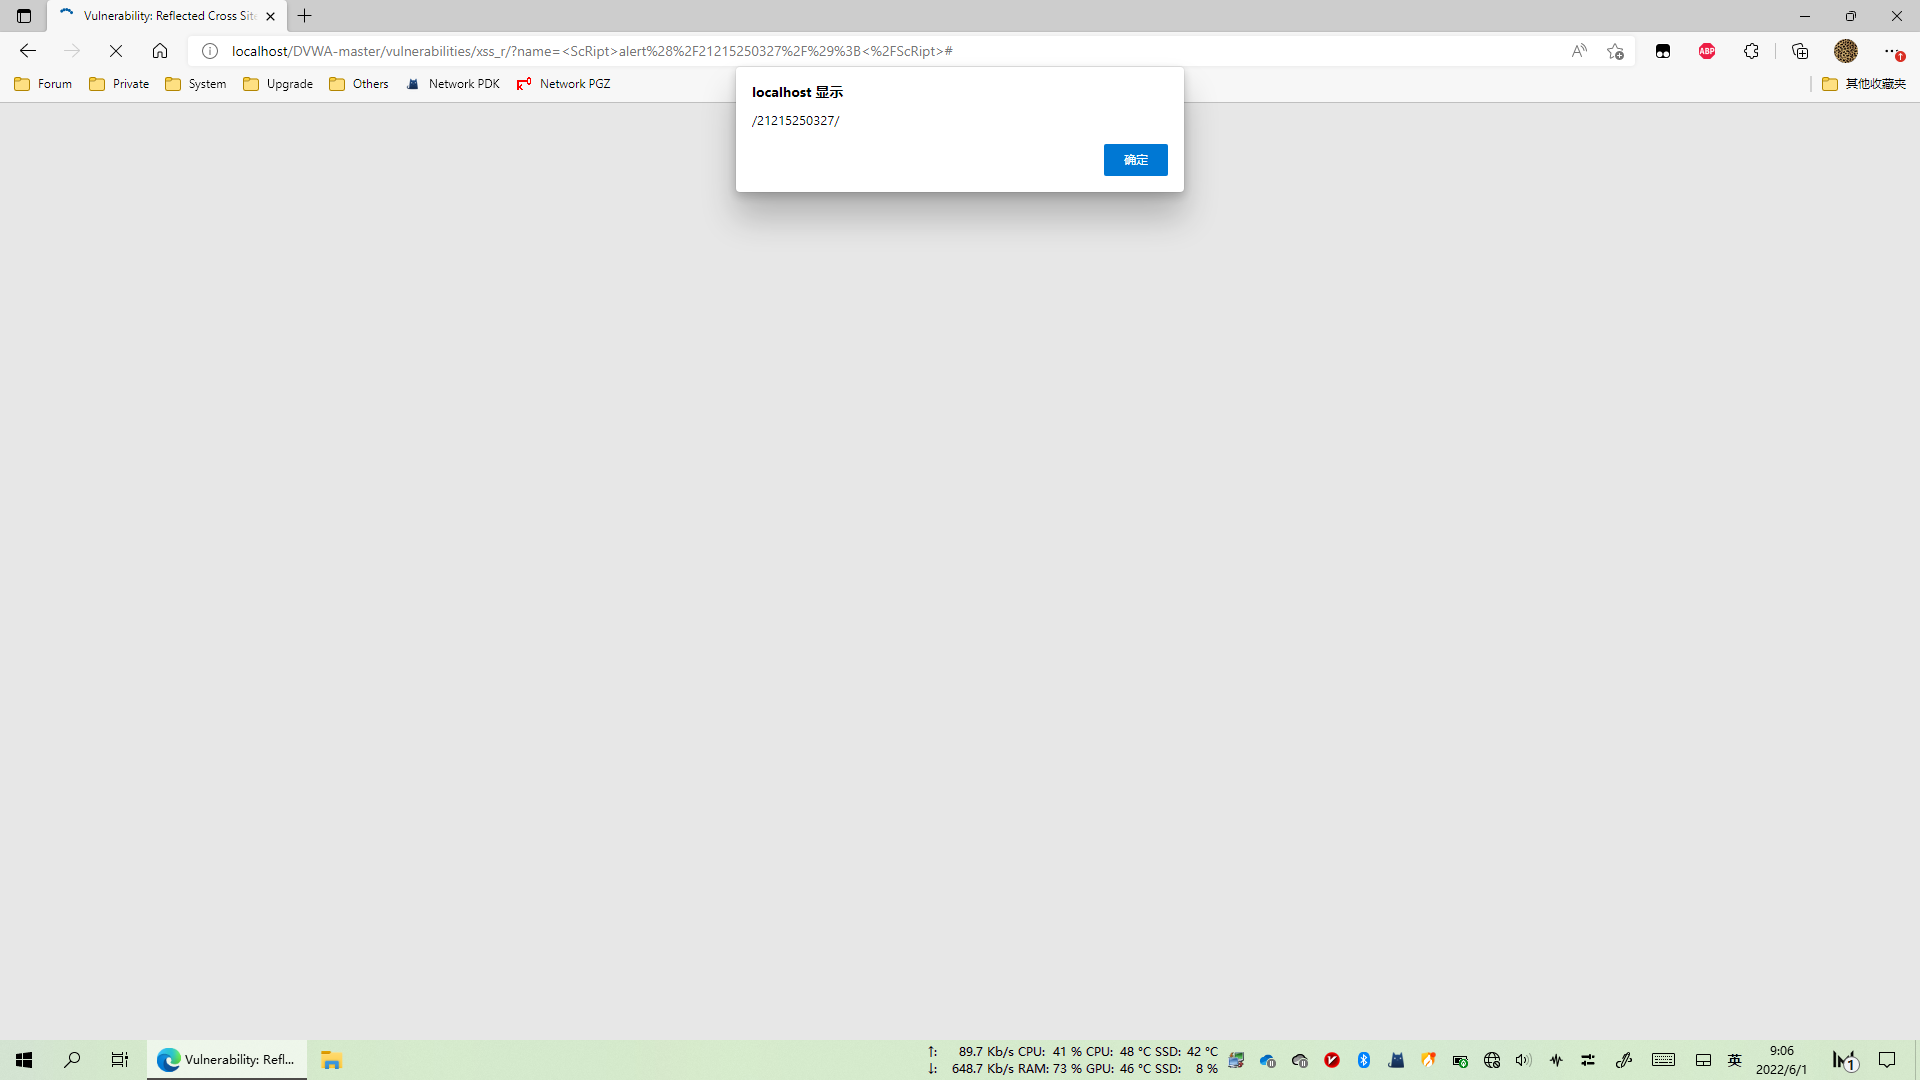 Vulnerability: Reflected Cross Site
localhost/DVWA-master/vulnerabilities/xss_r/?name=<ScRipt>alert%28%2F21215250327%2F%29%3B<%2FScRipt>#
ABP
Forum
Private
System
Upgrade
Others
Network PDK
Network PGZ
其他收藏夹
localhost 显示
/21215250327/
确定
Vulnerability: Refl...
↑: 89.7 Kb/s CPU: 41 % CPU: 48 °C SSD: 42 °C
↓: 648.7 Kb/s RAM: 73 % GPU: 46 °C SSD: 8 %
英
9:06
2022/6/1
1